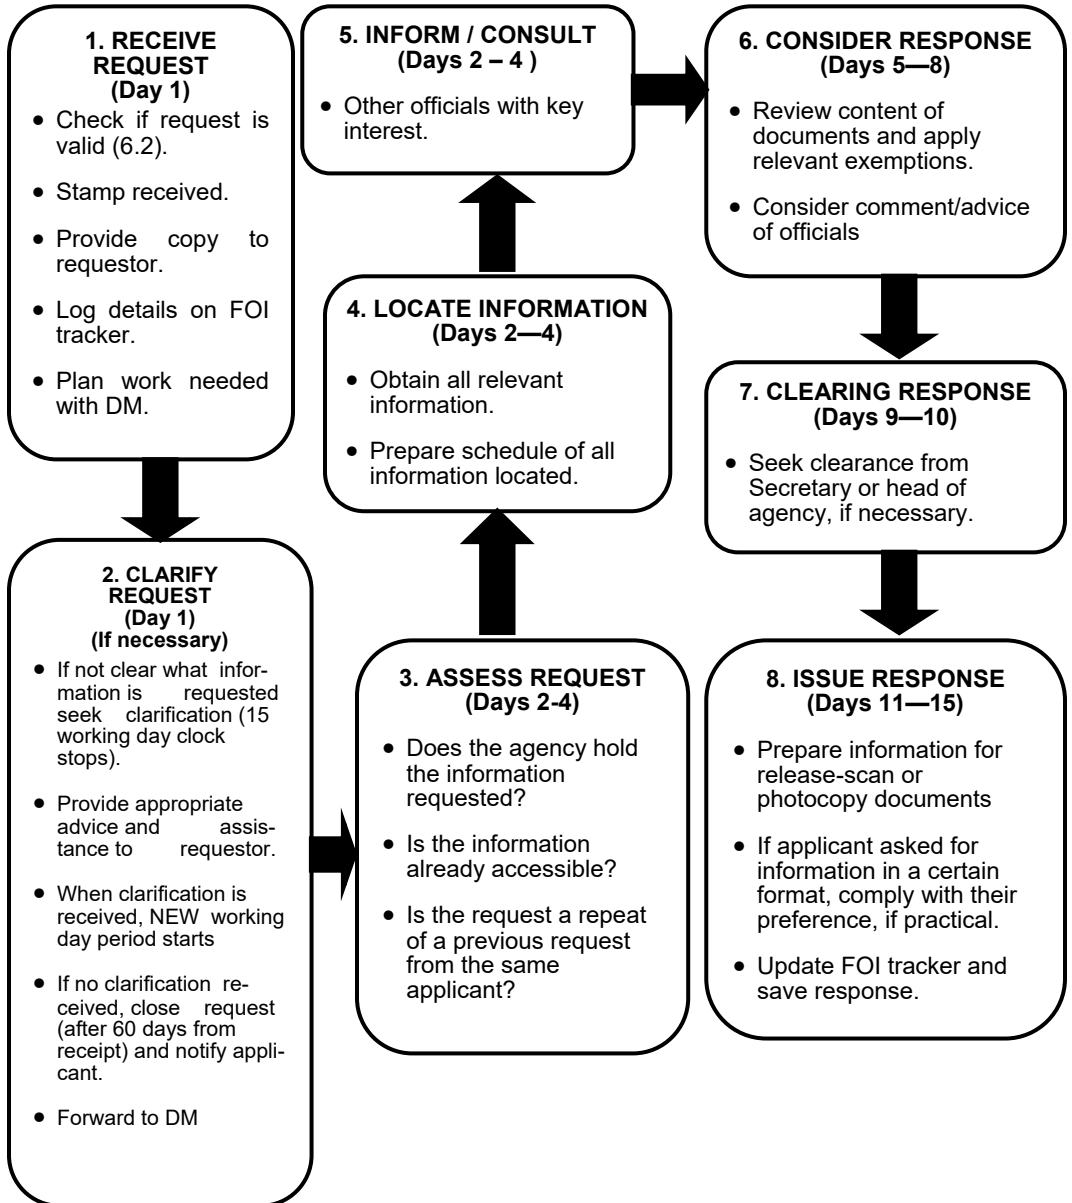 1. RECEIVE
REQUEST
(Day 1)
• Check if request is
valid (6.2).
• Stamp received.
• Provide copy to
requestor.
• Log details on FOI
tracker.
• Plan work needed
with DM.
2. CLARIFY
REQUEST
(Day 1)
(If necessary)
• If not clear what infor-
mation is requested
seek clarification (15
working day clock
stops).
• Provide appropriate
advice and assis-
tance to requestor.
• When clarification is
received, NEW working
day period starts
• If no clarification re-
ceived, close request
(after 60 days from
receipt) and notify appli-
cant.
• Forward to DM
3. ASSESS REQUEST
(Days 2-4)
• Does the agency hold
the information
requested?
• Is the information
already accessible?
• Is the request a repeat
of a previous request
from the same
applicant?
4. LOCATE INFORMATION
(Days 2—4)
• Obtain all relevant
information.
• Prepare schedule of all
information located.
5. INFORM / CONSULT
(Days 2 – 4 )
• Other officials with key
interest.
6. CONSIDER RESPONSE
(Days 5—8)
• Review content of
documents and apply
relevant exemptions.
• Consider comment/advice
of officials
7. CLEARING RESPONSE
(Days 9—10)
• Seek clearance from
Secretary or head of
agency, if necessary.
8. ISSUE RESPONSE
(Days 11—15)
• Prepare information for
release-scan or
photocopy documents
• If applicant asked for
information in a certain
format, comply with their
preference, if practical.
• Update FOI tracker and
save response.